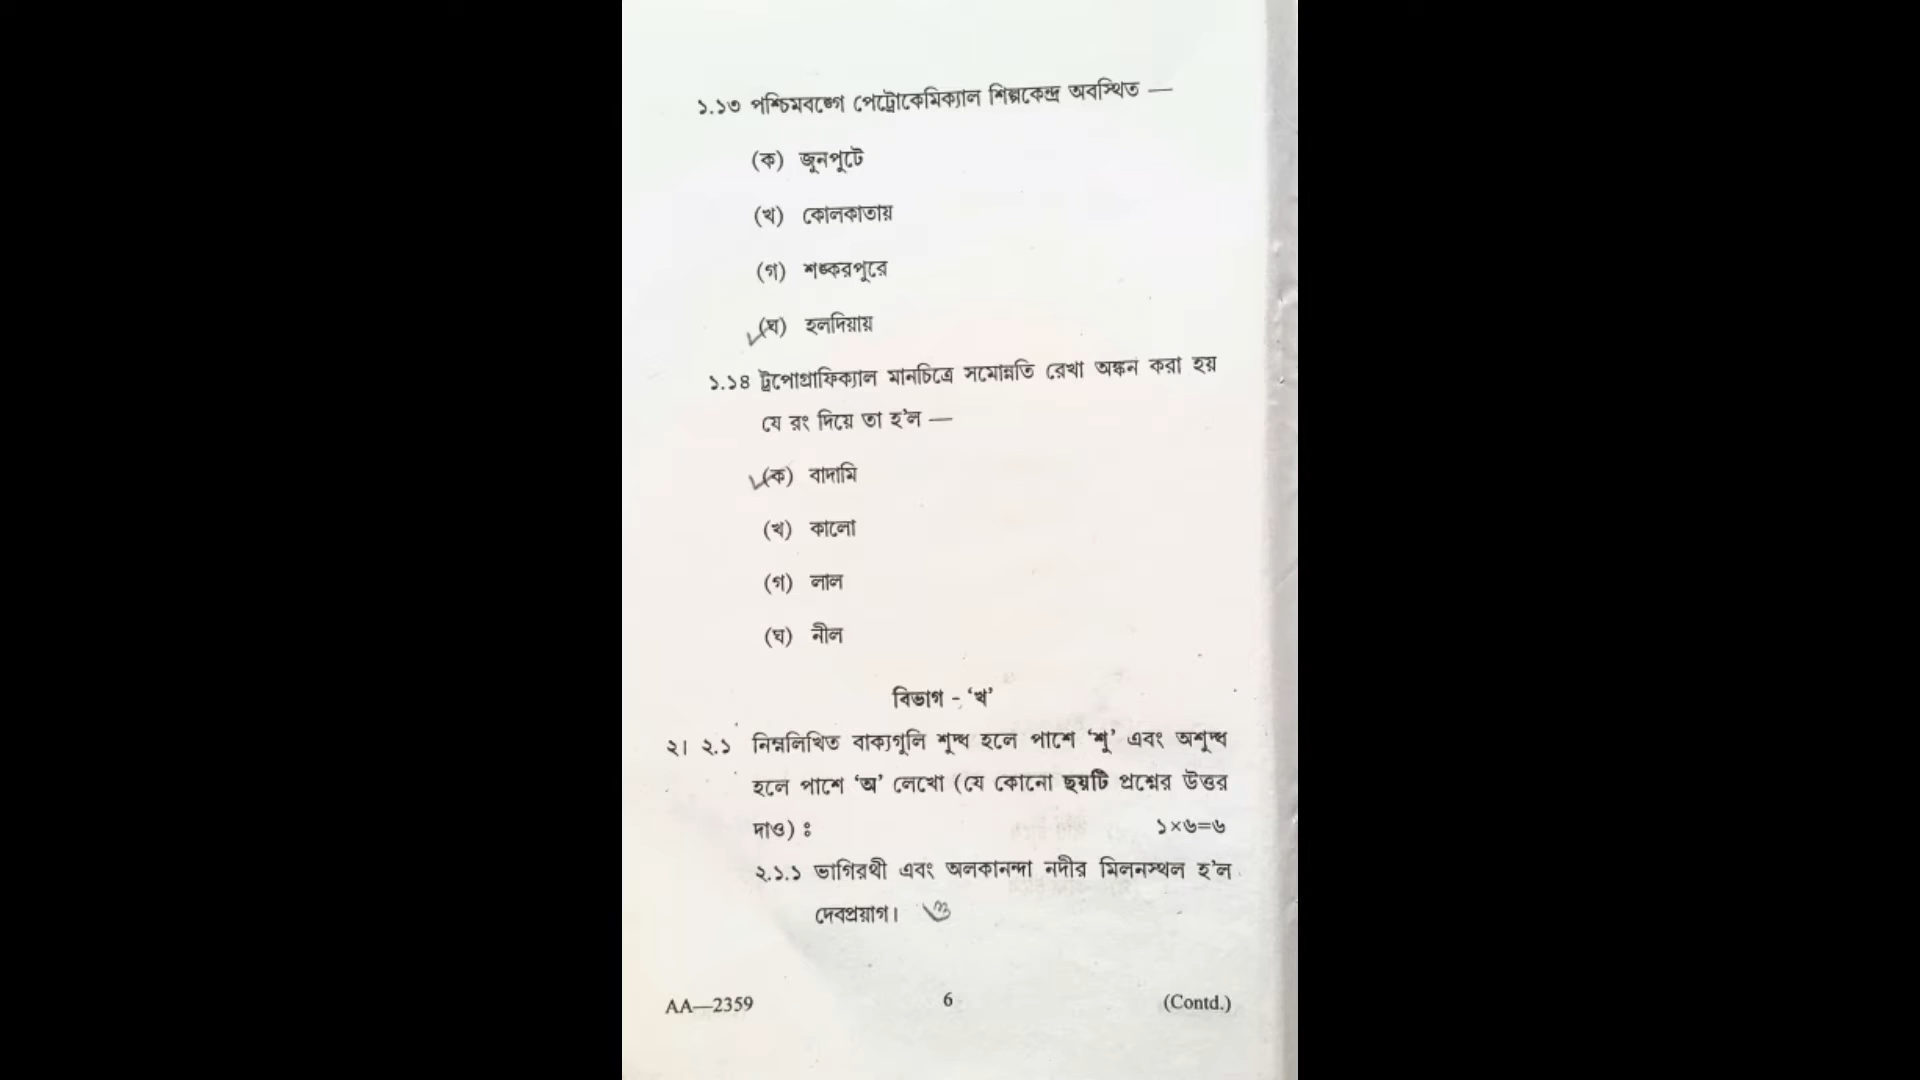 ১.১৩ পশ্চিমবঙ্গে পেট্রোকেমিক্যাল শিল্পকেন্দ্র অবস্থিত —
(ক) জুনপুটে
(খ) কোলকাতায়
(গ) শঙ্করপুরে
(ঘ) হলদিয়ায়
১.১৪ ট্রপোগ্রাফিক্যাল মানচিত্রে সমোন্নতি রেখা অঙ্কন করা হয়
যে রং দিয়ে তা হ'ল —
(ক) বাদামি
(খ) কালো
(গ) লাল
(ঘ) নীল
বিভাগ - ‘খ’
২। ২.১ নিম্নলিখিত বাক্যগুলি শুদ্ধ হলে পাশে ‘শু’ এবং অশুদ্ধ
হলে পাশে ‘অ’ লেখো (যে কোনো ছয়টি প্রশ্নের উত্তর
দাও) ঃ ১×৬=৬
২.১.১ ভাগিরথী এবং অলকানন্দা নদীর মিলনস্থল হ'ল
দেবপ্রয়াগ।
AA—2359 6 (Contd.)